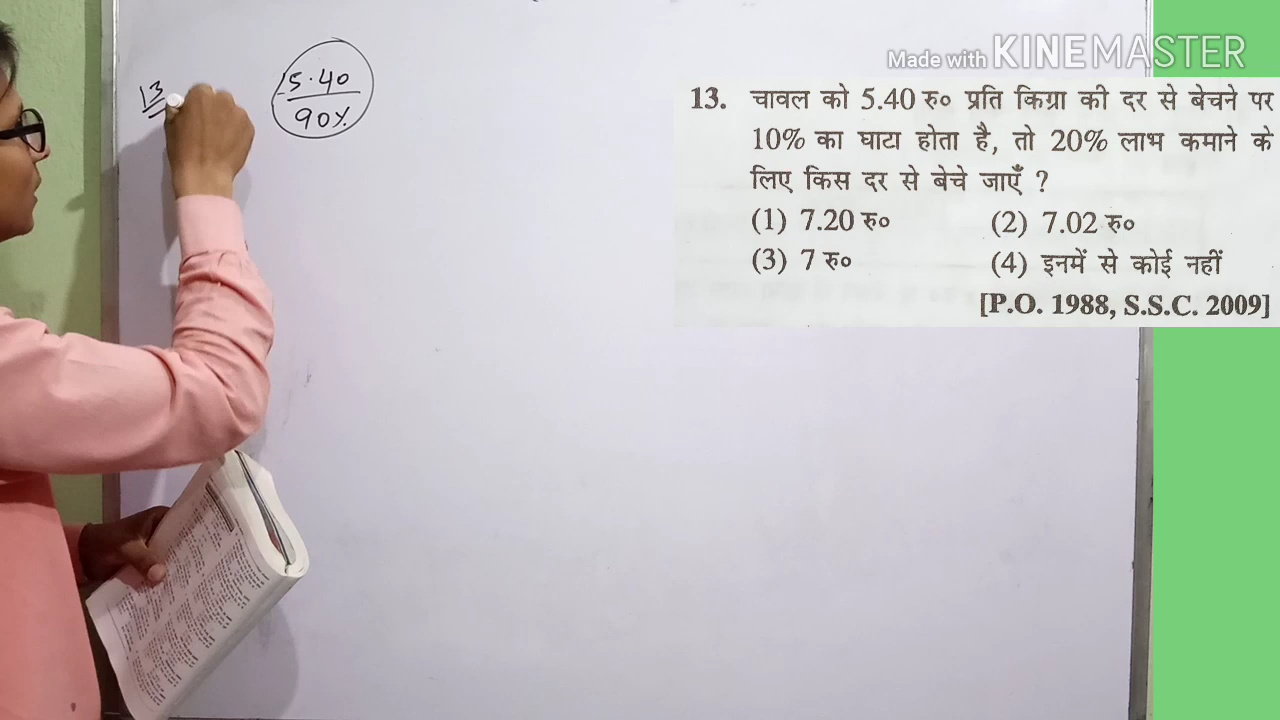 Made with KINEMASTER
13
5.40
90%
13. चावल को 5.40 रु० प्रति किग्रा की दर से बेचने पर
10% का घाटा होता है, तो 20% लाभ कमाने के
लिए किस दर से बेचे जाएँ ?
(1) 7.20 रु० (2) 7.02 रु०
(3) 7 रु० (4) इनमें से कोई नहीं
[P.O. 1988, S.S.C. 2009]